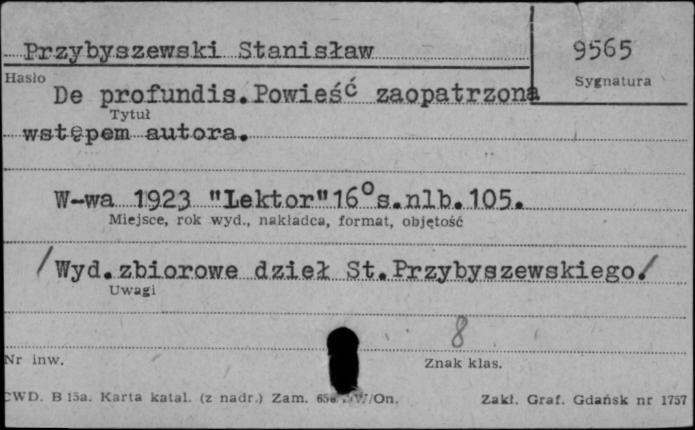 Przybyszewski Stanisław 9565
Hasło Sygnatura
De profundis.Powieść zaopatrzona
Tytuł
wstępem autora.
W-wa 1923 "Lektor"16°s.nlb.105.
Miejsce, rok wyd., nakładca, format, objętość
/Wyd.zbiorowe dzieł St.Przybyszewskiego./
Uwagi
8
Nr inw. Znak klas.
CWD. B 15a. Karta katal. (z nadr.) Zam. /On. Zakł. Graf. Gdańsk nr 1757